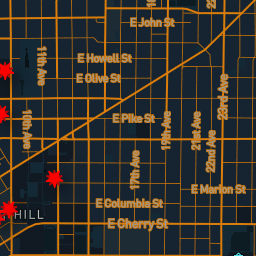 E John St
E Howell St
11th Ave
E Olive St
23rd Ave
10th Ave
E Pike St
19th Ave
21st Ave
22nd Ave
17th Ave
E Marion St
E Columbia St
HILL
E Cherry St